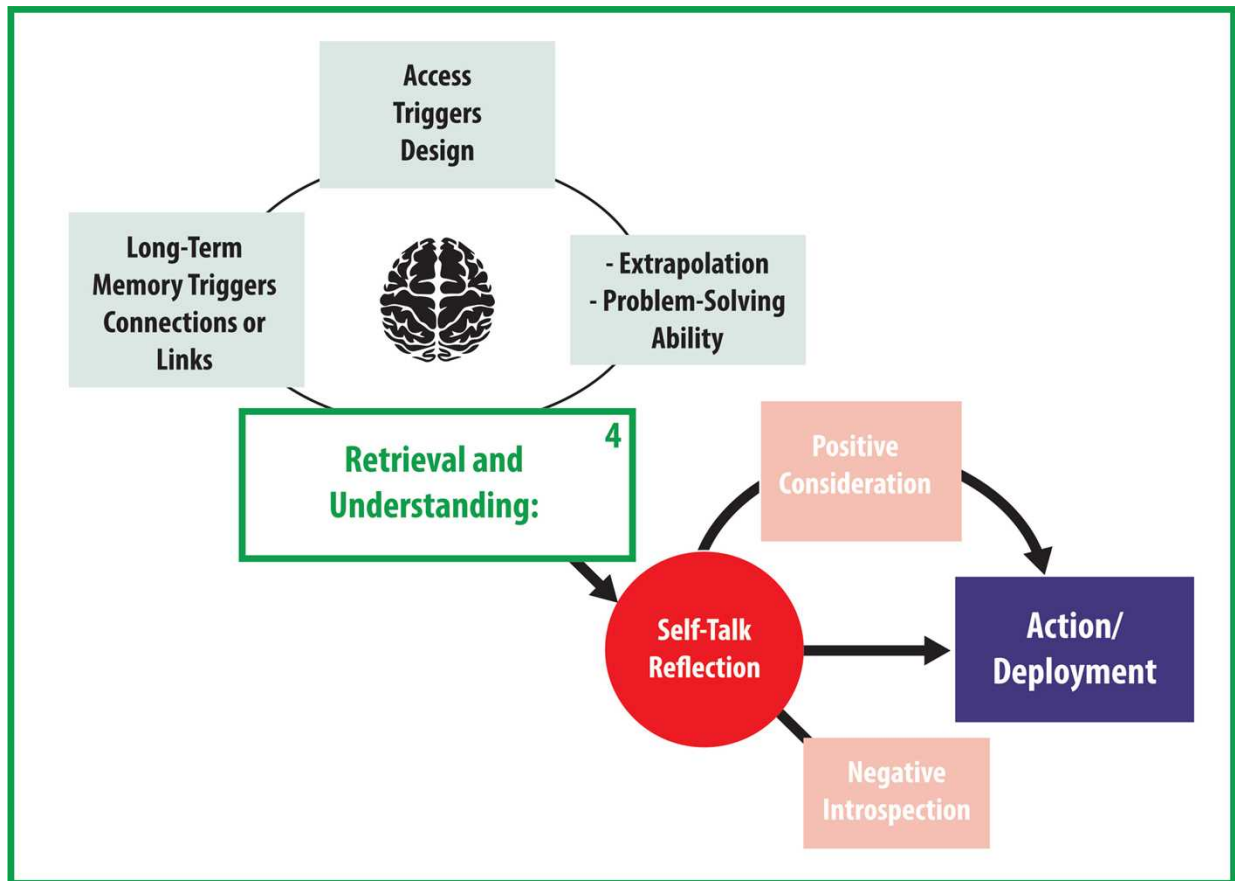 Access
Triggers
Design
Long-Term
Memory Triggers
Connections or
Links
- Extrapolation
- Problem-Solving
Ability
4
Retrieval and
Understanding:
Positive
Consideration
Self-Talk
Reflection
Action/
Deployment
Negative
Introspection